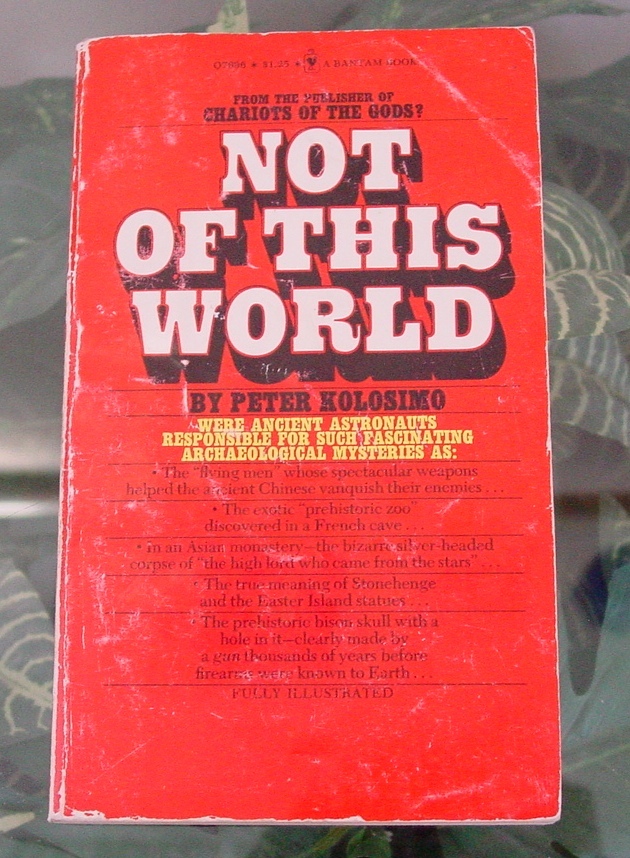 Q7696 * $1.25 * A BANTAM BOOK
FROM THE PUBLISHER OF
CHARIOTS OF THE GODS?
NOT
OF THIS
WORLD
BY PETER KOLOSIMO
WERE ANCIENT ASTRONAUTS
RESPONSIBLE FOR SUCH FASCINATING
ARCHAEOLOGICAL MYSTERIES AS:
• The "flying men" whose spectacular weapons
helped the ancient Chinese vanquish their enemies . . .
• The exotic "prehistoric zoo"
discovered in a French cave . . .
• In an Asian monastery—the bizarre silver-headed
corpse of "the high lord who came from the stars" . . .
• The true meaning of Stonehenge
and the Easter Island statues . . .
• The prehistoric bison skull with a
hole in it—clearly made by
a gun thousands of years before
firearms were known to Earth . . .
FULLY ILLUSTRATED